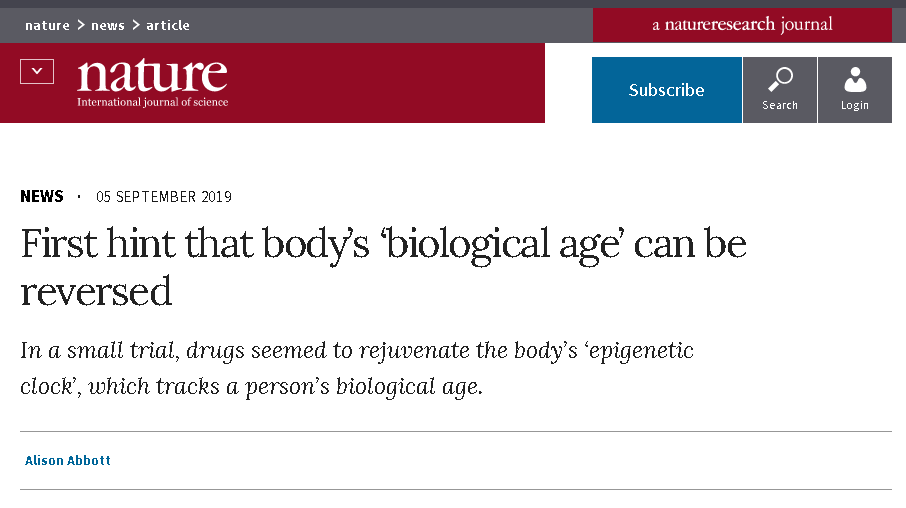 nature > news > article
a natureresearch journal
nature
International journal of science
Subscribe
Search
Login
NEWS · 05 SEPTEMBER 2019
First hint that body’s ‘biological age’ can be
reversed
In a small trial, drugs seemed to rejuvenate the body’s ‘epigenetic
clock’, which tracks a person’s biological age.
Alison Abbott